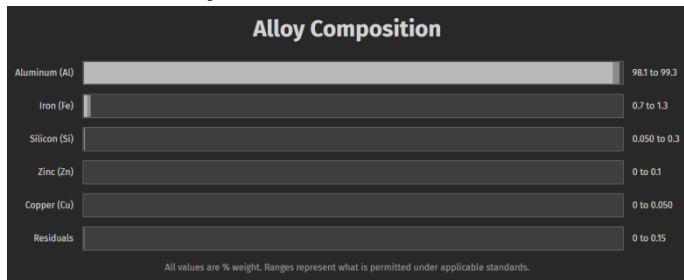 Alloy Composition
Aluminum (Al) 98.1 to 99.3
Iron (Fe) 0.7 to 1.3
Silicon (Si) 0.050 to 0.3
Zinc (Zn) 0 to 0.1
Copper (Cu) 0 to 0.050
Residuals 0 to 0.15
All values are % weight. Ranges represent what is permitted under applicable standards.